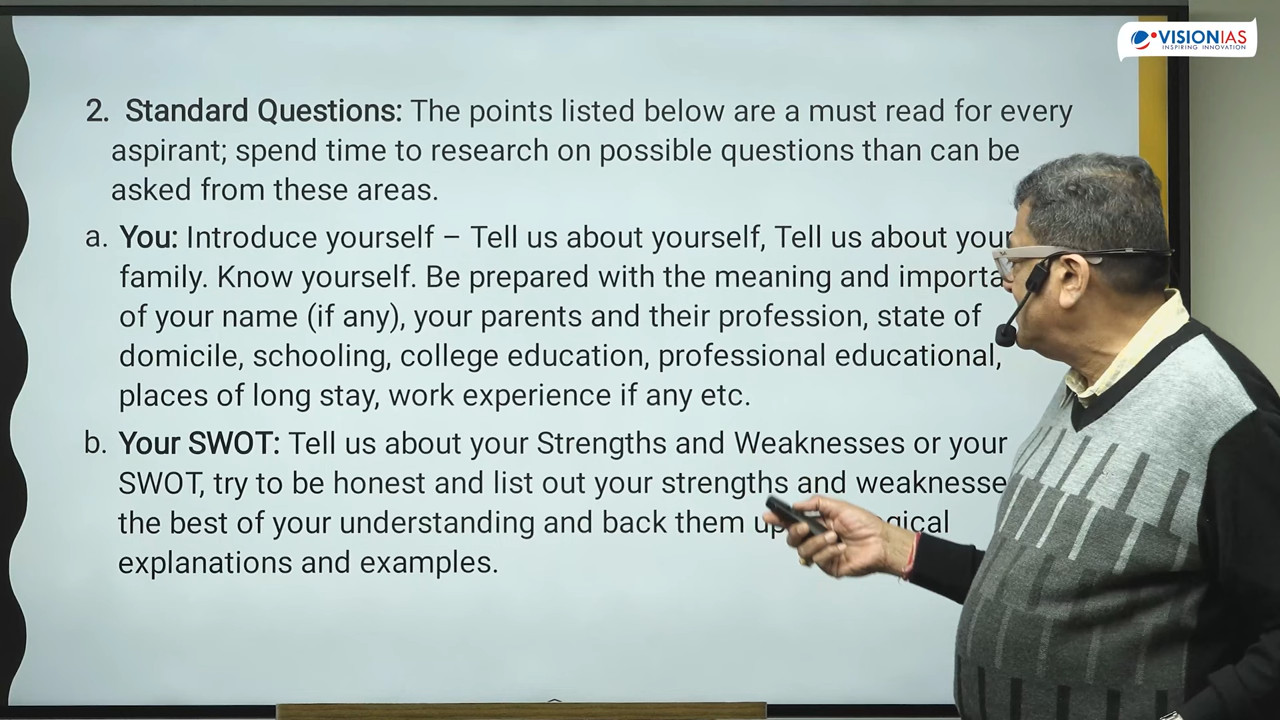 VISIONIAS
INSPIRING INNOVATION
2. Standard Questions: The points listed below are a must read for every
aspirant; spend time to research on possible questions than can be
asked from these areas.
a. You: Introduce yourself – Tell us about yourself, Tell us about your
family. Know yourself. Be prepared with the meaning and importa
of your name (if any), your parents and their profession, state of
domicile, schooling, college education, professional educational,
places of long stay, work experience if any etc.
b. Your SWOT: Tell us about your Strengths and Weaknesses or your
SWOT, try to be honest and list out your strengths and weaknesse
the best of your understanding and back them up
explanations and examples.